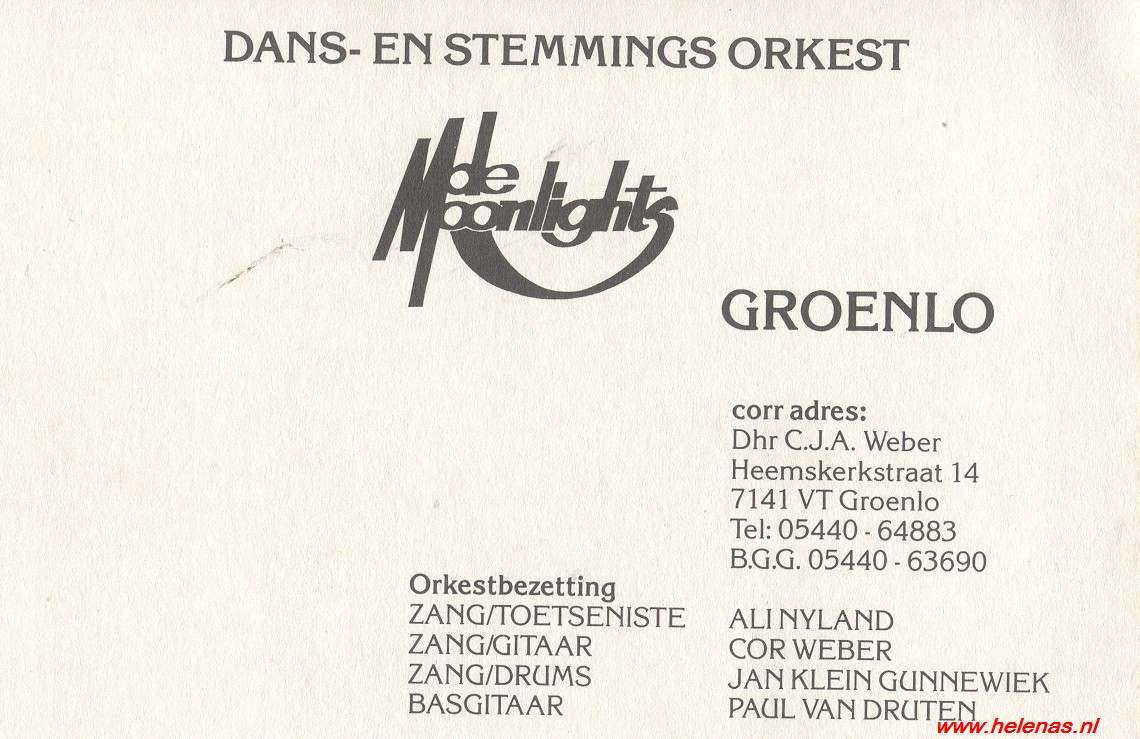 DANS- EN STEMMINGS ORKEST
de
Moonlights
GROENLO
corr adres:
Dhr C.J.A. Weber
Heemskerkstraat 14
7141 VT Groenlo
Tel: 05440 - 64883
B.G.G. 05440 - 63690
Orkestbezetting
ZANG/TOETSENISTE ALI NYLAND
ZANG/GITAAR COR WEBER
ZANG/DRUMS JAN KLEIN GUNNEWIEK
BASGITAAR PAUL VAN DRUTEN
www.helenas.nl